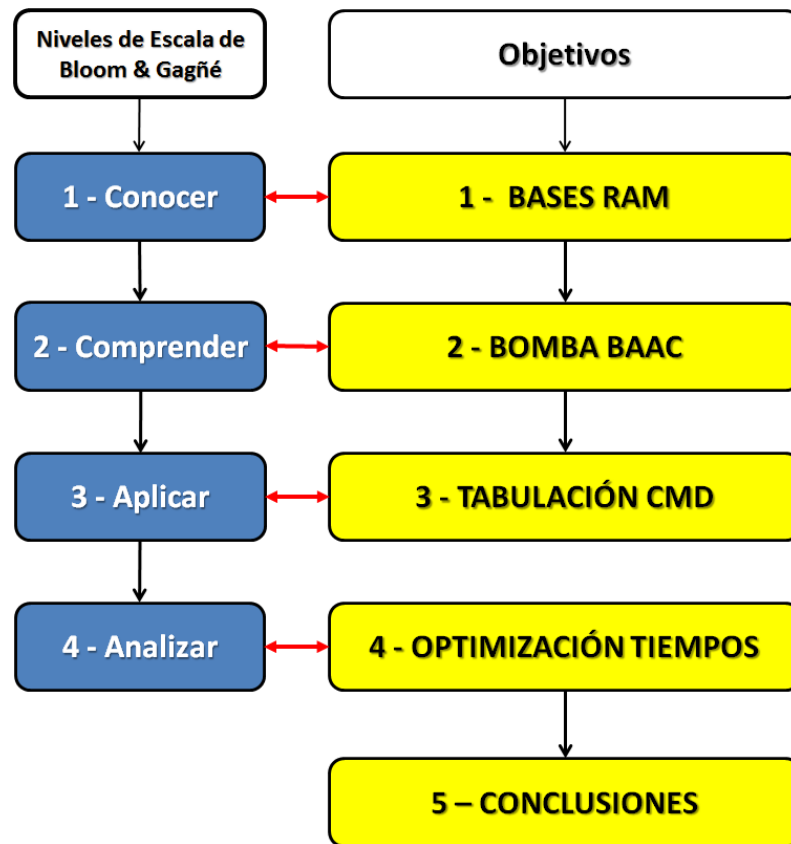 Niveles de Escala de
Bloom & Gagñé
Objetivos
1 - Conocer
1 - BASES RAM
2 - Comprender
2 - BOMBA BAAC
3 - Aplicar
3 - TABULACIÓN CMD
4 - Analizar
4 - OPTIMIZACIÓN TIEMPOS
5 – CONCLUSIONES